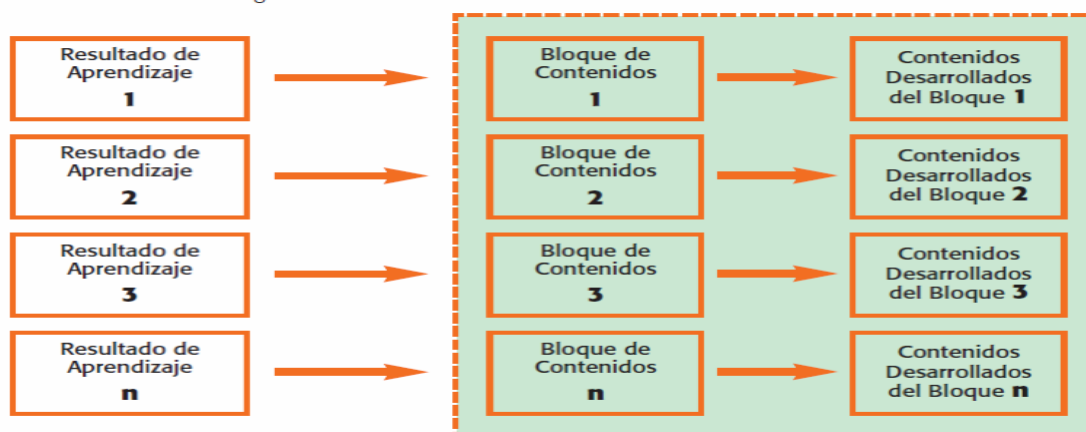 Resultado de
Aprendizaje
1
Bloque de
Contenidos
1
Contenidos
Desarrollados
del Bloque 1
Resultado de
Aprendizaje
2
Bloque de
Contenidos
2
Contenidos
Desarrollados
del Bloque 2
Resultado de
Aprendizaje
3
Bloque de
Contenidos
3
Contenidos
Desarrollados
del Bloque 3
Resultado de
Aprendizaje
n
Bloque de
Contenidos
n
Contenidos
Desarrollados
del Bloque n